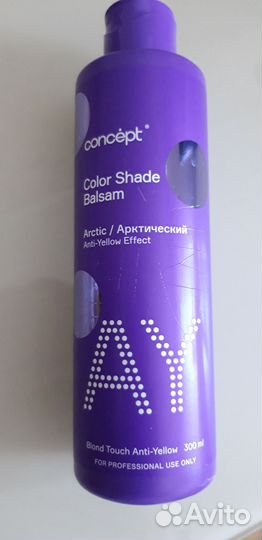 concépt
Color Shade
Balsam
Arctic / Арктический
Anti-Yellow Effect
AY
Blond Touch Anti-Yellow 300 ml
FOR PROFESSIONAL USE ONLY
Avito